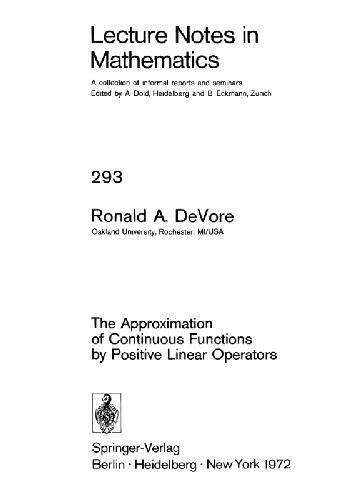 Lecture Notes in
Mathematics
A collection of informal reports and seminars
Edited by A. Dold, Heidelberg and B. Eckmann, Zürich
293
Ronald A. DeVore
Oakland University, Rochester, MI/USA
The Approximation
of Continuous Functions
by Positive Linear Operators
Springer-Verlag
Berlin · Heidelberg · New York 1972